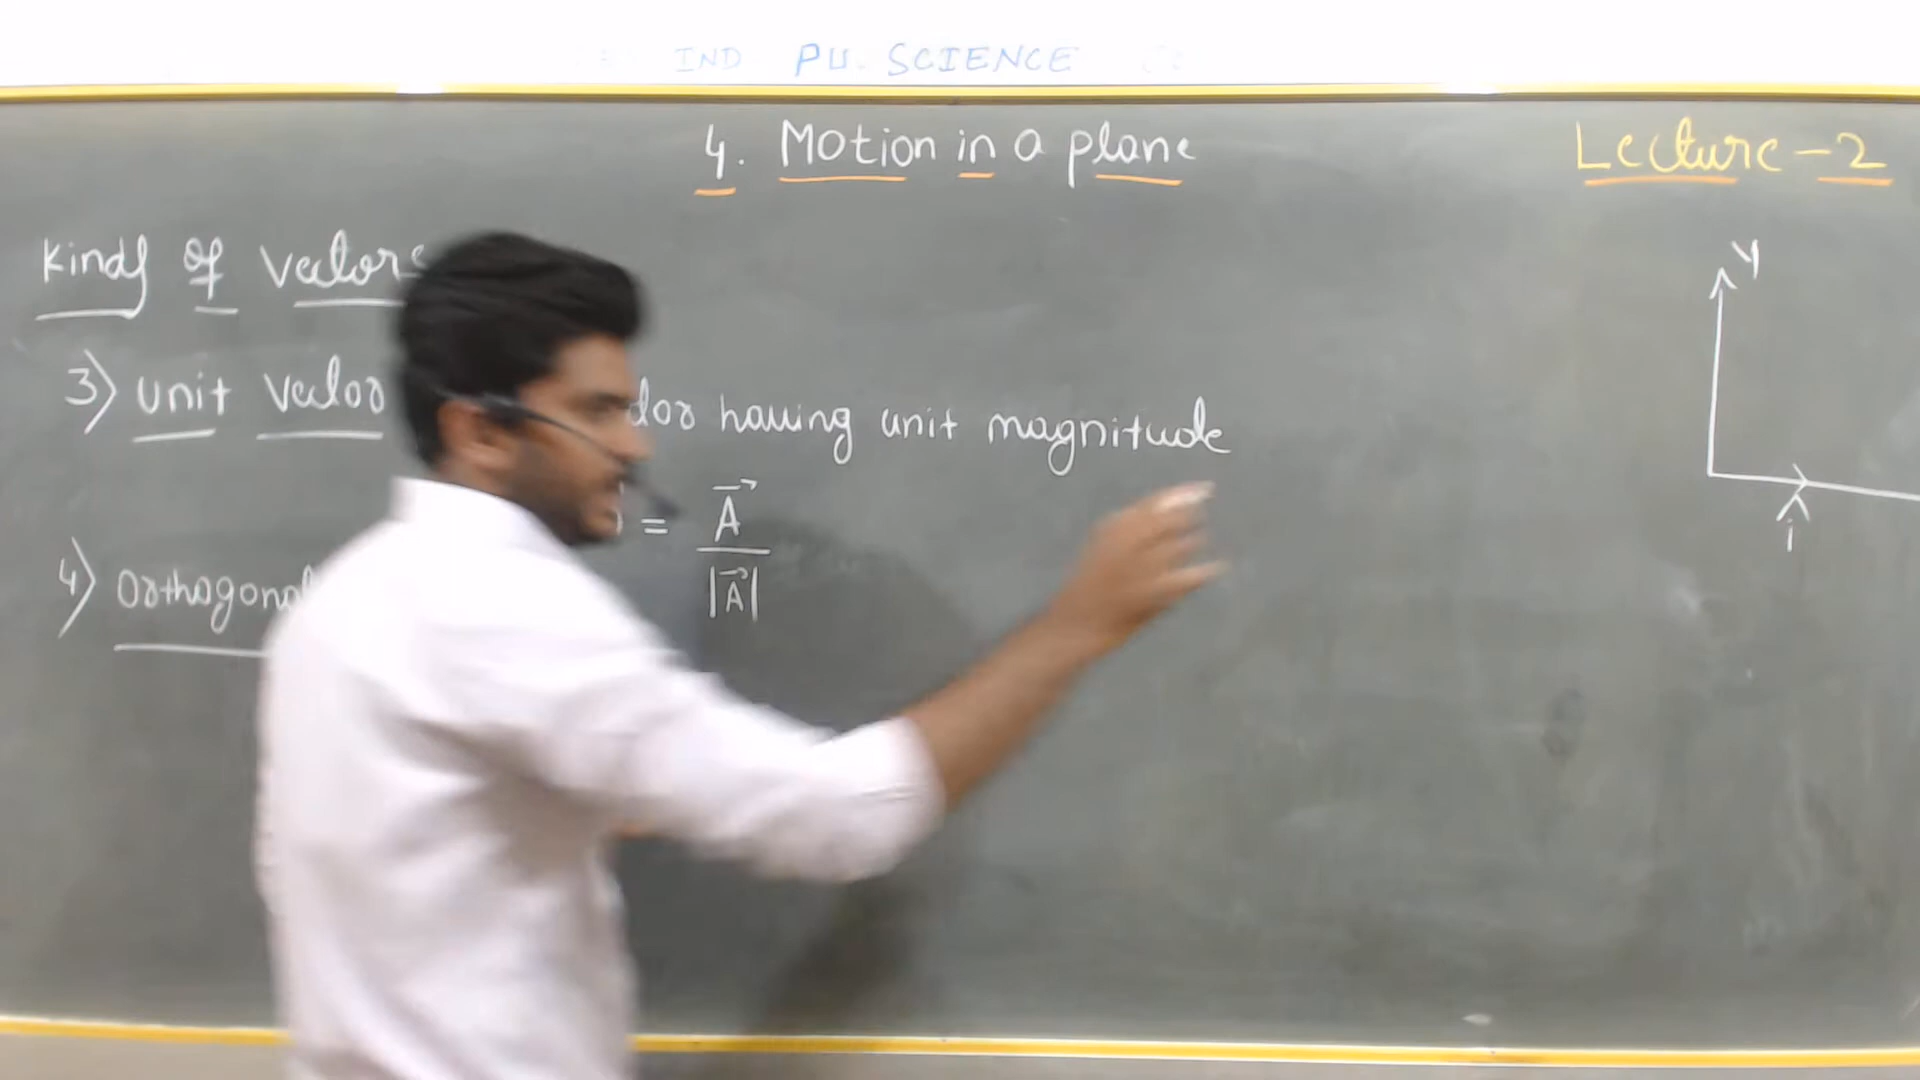 IND PU. SCIENCE
4. Motion in a plane
Lecture-2
kinds of vectors
3) unit vector
having unit magnitude
= A⃗
|A⃗|
4) orthogonal
Y
î